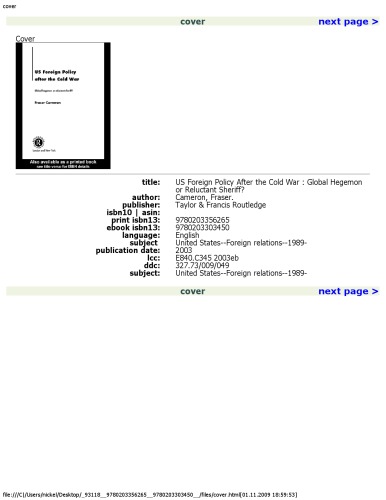 cover
cover next page >
Cover
US Foreign Policy
after the Cold War
Global hegemon or reluctant sheriff?
Fraser Cameron
R
London and New York
Also available as a printed book
see title verso for ISBN details
title: US Foreign Policy After the Cold War : Global Hegemon
or Reluctant Sheriff?
author: Cameron, Fraser.
publisher: Taylor & Francis Routledge
isbn10 | asin:
print isbn13: 9780203356265
ebook isbn13: 9780203303450
language: English
subject United States--Foreign relations--1989-
publication date: 2003
lcc: E840.C345 2003eb
ddc: 327.73/009/049
subject: United States--Foreign relations--1989-
cover next page >
file:///C|/Users/nickel/Desktop/_93118__9780203356265__9780203303450__/files/cover.html[01.11.2009 18:59:53]